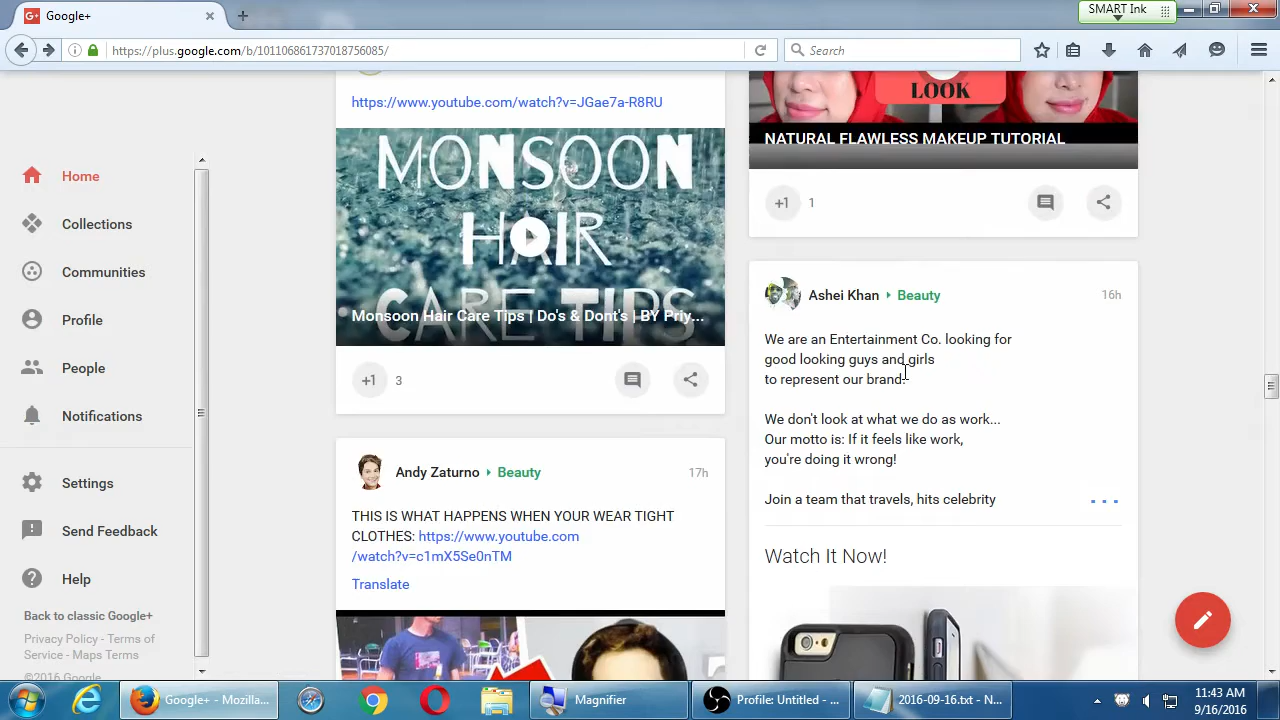 Google+
SMART Ink
https://plus.google.com/b/101106861737018756085/
Search
Home
Collections
Communities
Profile
People
Notifications
Settings
Send Feedback
Help
Back to classic Google+
Privacy Policy - Terms of
Service - Maps Terms
©2016 Google
https://www.youtube.com/watch?v=JGae7a-R8RU
MONSOON
HAIR
CARE TIPS
Monsoon Hair Care Tips | Do's & Dont's | BY Priy...
+1
3
Andy Zaturno
Beauty
17h
THIS IS WHAT HAPPENS WHEN YOUR WEAR TIGHT
CLOTHES: https://www.youtube.com
/watch?v=c1mX5Se0nTM
Translate
LOOK
NATURAL FLAWLESS MAKEUP TUTORIAL
+1
1
Ashei Khan
Beauty
16h
We are an Entertainment Co. looking for
good looking guys and girls
to represent our brand.
We don't look at what we do as work...
Our motto is: If it feels like work,
you're doing it wrong!
Join a team that travels, hits celebrity
Watch It Now!
Google+ - Mozilla...
Magnifier
Profile: Untitled - ...
2016-09-16.txt - N...
11:43 AM
9/16/2016